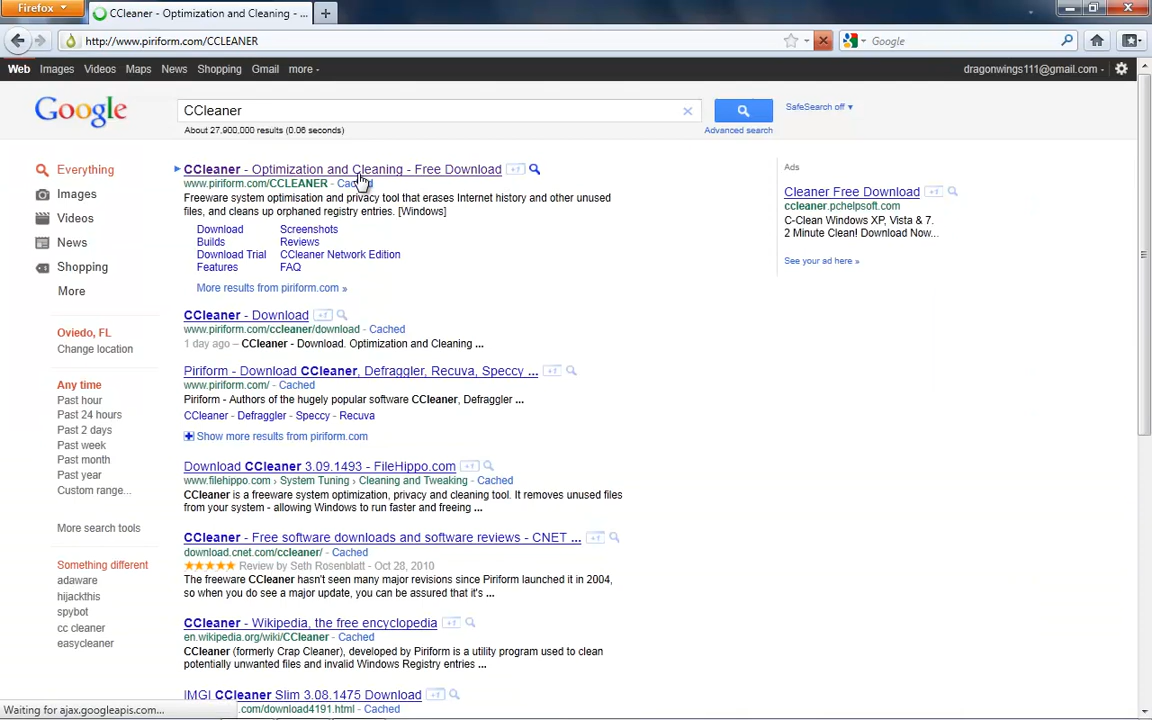 Firefox
CCleaner - Optimization and Cleaning - ...
http://www.piriform.com/CCLEANER
Google
Web Images Videos Maps News Shopping Gmail more
dragonwings111@gmail.com
Google
CCleaner
SafeSearch off
About 27,900,000 results (0.06 seconds)
Advanced search
Everything
Images
Videos
News
Shopping
More
Oviedo, FL
Change location
Any time
Past hour
Past 24 hours
Past 2 days
Past week
Past month
Past year
Custom range...
More search tools
Something different
adaware
hijackthis
spybot
cc cleaner
easycleaner
CCleaner - Optimization and Cleaning - Free Download
www.piriform.com/CCLEANER - Cached
Freeware system optimisation and privacy tool that erases Internet history and other unused
files, and cleans up orphaned registry entries. [Windows]
Download Screenshots
Builds Reviews
Download Trial CCleaner Network Edition
Features FAQ
More results from piriform.com »
CCleaner - Download
www.piriform.com/ccleaner/download - Cached
1 day ago – CCleaner - Download. Optimization and Cleaning ...
Piriform - Download CCleaner, Defraggler, Recuva, Speccy ...
www.piriform.com/ - Cached
Piriform - Authors of the hugely popular software CCleaner, Defraggler ...
CCleaner - Defraggler - Speccy - Recuva
Show more results from piriform.com
Download CCleaner 3.09.1493 - FileHippo.com
www.filehippo.com › System Tuning › Cleaning and Tweaking - Cached
CCleaner is a freeware system optimization, privacy and cleaning tool. It removes unused files
from your system - allowing Windows to run faster and freeing ...
CCleaner - Free software downloads and software reviews - CNET ...
download.cnet.com/ccleaner/ - Cached
Review by Seth Rosenblatt - Oct 28, 2010
The freeware CCleaner hasn't seen many major revisions since Piriform launched it in 2004,
so when you do see a major update, you can be assured that it's ...
CCleaner - Wikipedia, the free encyclopedia
en.wikipedia.org/wiki/CCleaner - Cached
CCleaner (formerly Crap Cleaner), developed by Piriform is a utility program used to clean
potentially unwanted files and invalid Windows Registry entries ...
IMGI CCleaner Slim 3.08.1475 Download
.com/download4191.html - Cached
Ads
Cleaner Free Download
ccleaner.pchelpsoft.com
C-Clean Windows XP, Vista & 7.
2 Minute Clean! Download Now...
See your ad here »
Waiting for ajax.googleapis.com...